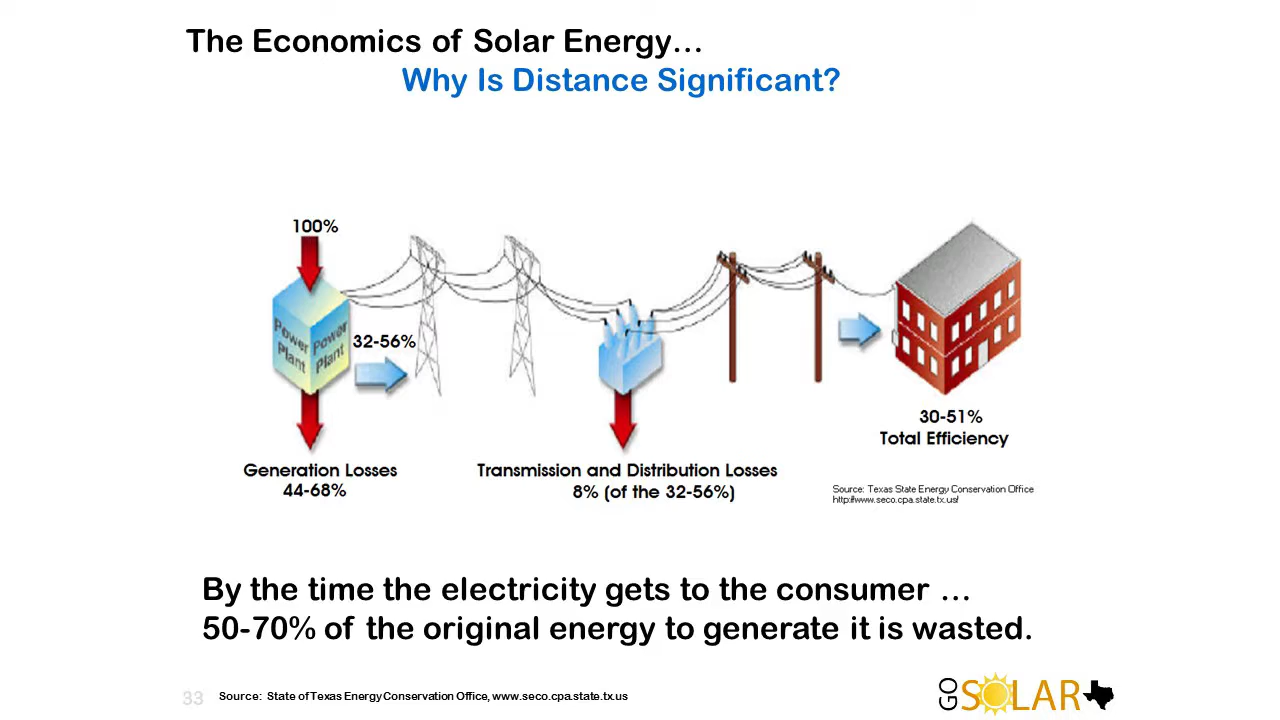 The Economics of Solar Energy…
Why Is Distance Significant?
100%
Power Plant
Power Plant
32-56%
30-51%
Total Efficiency
Generation Losses
44-68%
Transmission and Distribution Losses
8% (of the 32-56%)
Source: Texas State Energy Conservation Office
http://www.seco.cpa.state.tx.us/
By the time the electricity gets to the consumer …
50-70% of the original energy to generate it is wasted.
33
Source: State of Texas Energy Conservation Office, www.seco.cpa.state.tx.us
GO SOLAR